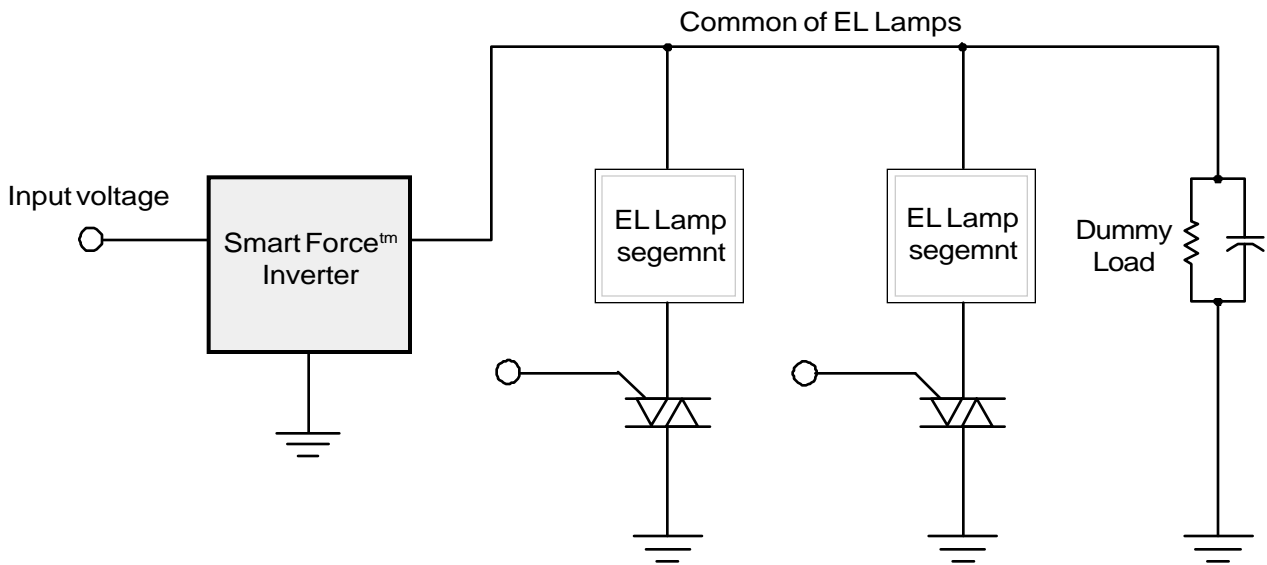 Common of EL Lamps
Input voltage
Smart Force™
Inverter
EL Lamp
segemnt
EL Lamp
segemnt
Dummy
Load